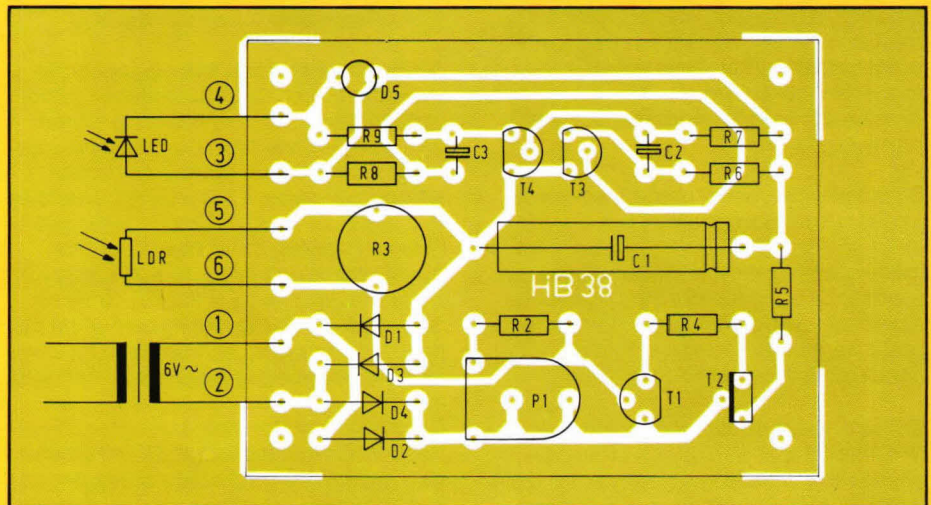 ④
D5
LED
R9
R7
③
C3
C2
R8
R6
T4
T3
⑤
R3
LDR
C1
⑥
HB 38
R5
①
D1
R2
R4
6V~
D3
②
T2
D4
P1
T1
D2